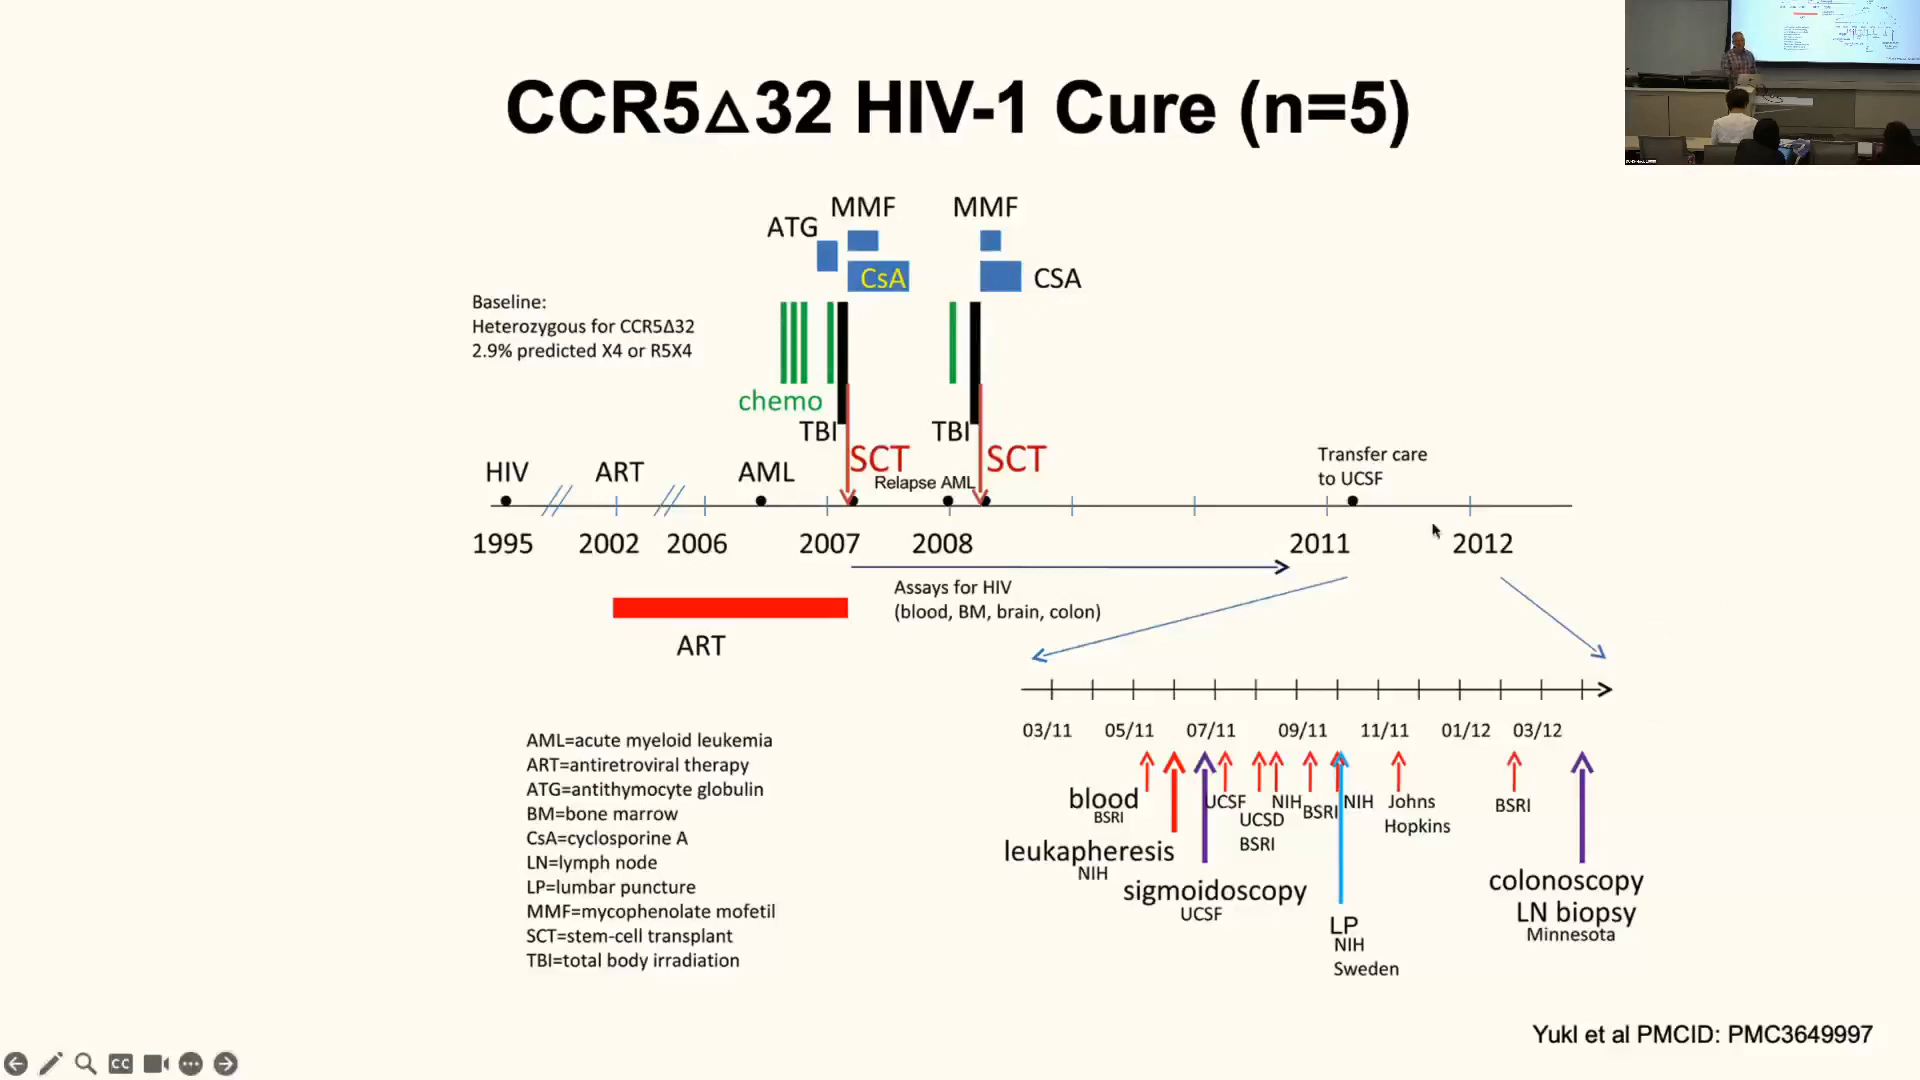 CCR5△32 HIV-1 Cure (n=5)
MMF
MMF
ATG
CsA
CSA
Baseline:
Heterozygous for CCR5Δ32
2.9% predicted X4 or R5X4
chemo
TBI
TBI
SCT
SCT
Relapse AML
Transfer care
to UCSF
HIV
ART
AML
1995
2002
2006
2007
2008
2011
2012
Assays for HIV
(blood, BM, brain, colon)
ART
03/11
05/11
07/11
09/11
11/11
01/12
03/12
blood
BSRI
leukapheresis
NIH
UCSF
sigmoidoscopy
UCSF
UCSD
BSRI
NIH
BSRI
NIH
LP
NIH
Sweden
Johns
Hopkins
BSRI
colonoscopy
LN biopsy
Minnesota
AML=acute myeloid leukemia
ART=antiretroviral therapy
ATG=antithymocyte globulin
BM=bone marrow
CsA=cyclosporine A
LN=lymph node
LP=lumbar puncture
MMF=mycophenolate mofetil
SCT=stem-cell transplant
TBI=total body irradiation
Yukl et al PMCID: PMC3649997
CC